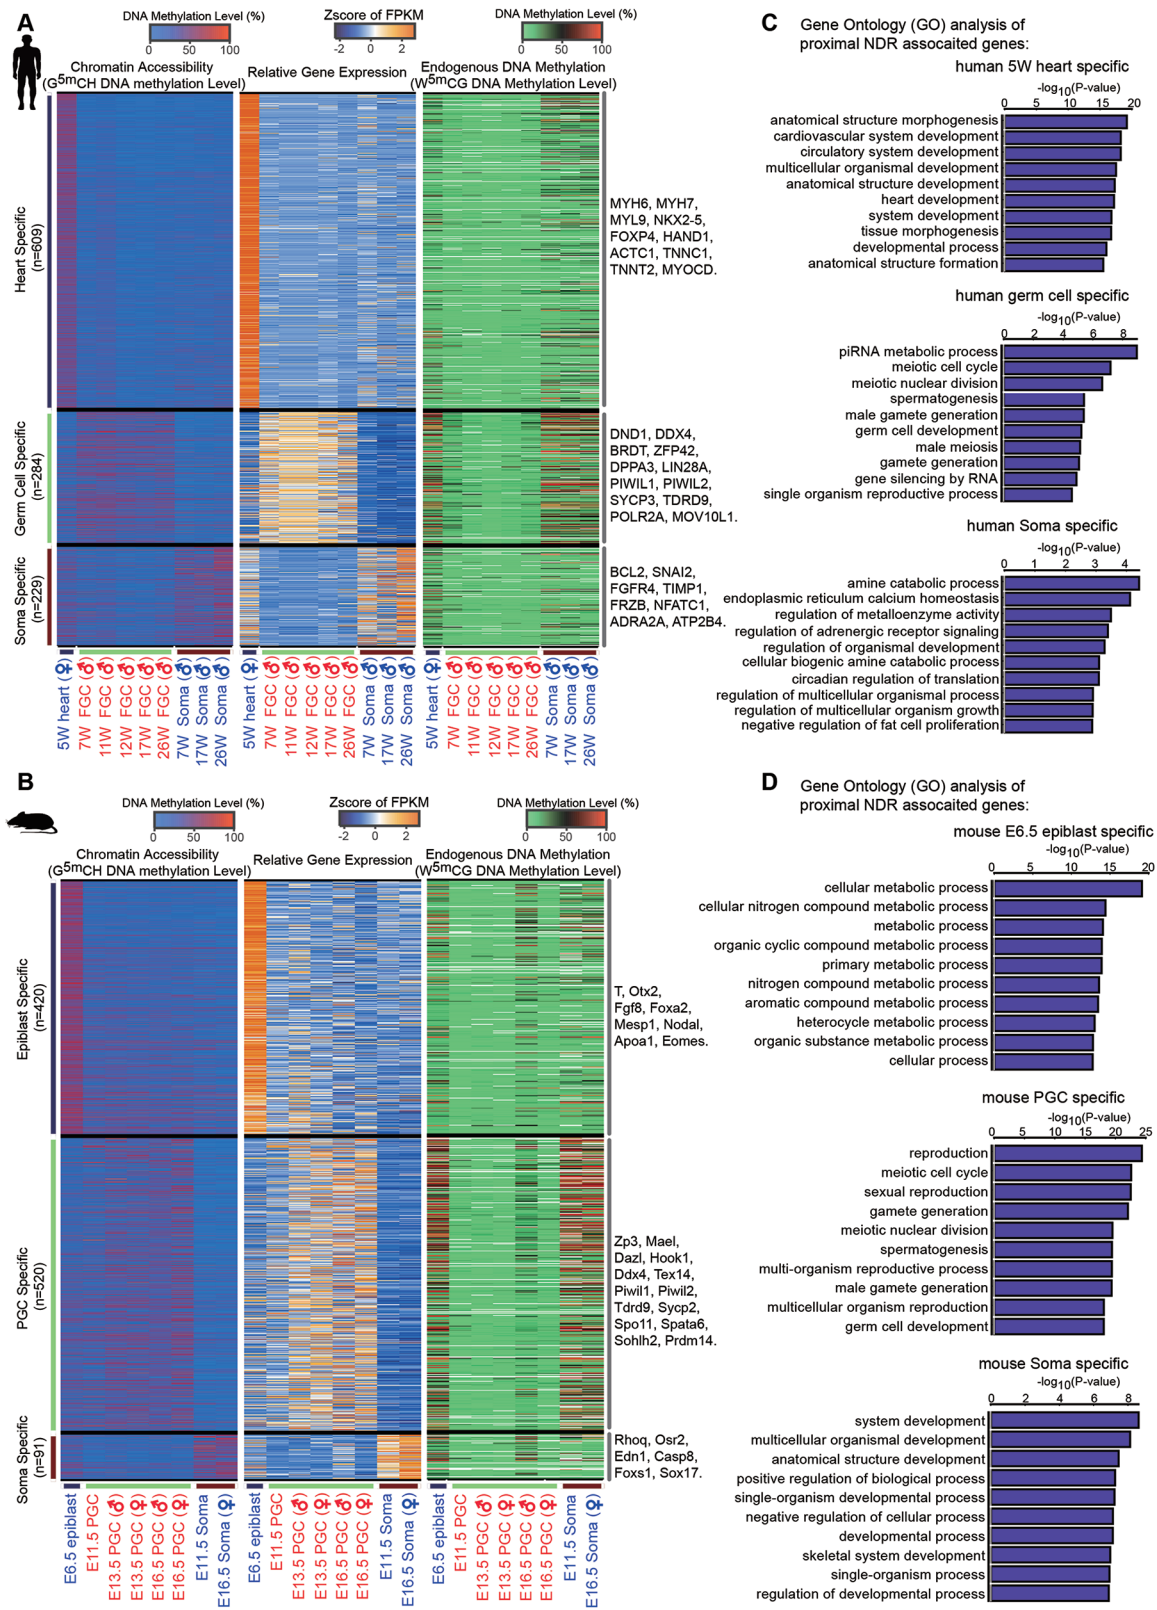 A
DNA Methylation Level (%)
0 50 100
Zscore of FPKM
-2 0 2
DNA Methylation Level (%)
0 50 100
Chromatin Accessibility
(G5mCH DNA methylation Level)
Relative Gene Expression
Endogenous DNA Methylation
(W5mCG DNA Methylation Level)
Heart Specific
(n=609)
MYH6, MYH7,
MYL9, NKX2-5,
FOXP4, HAND1,
ACTC1, TNNC1,
TNNT2, MYOCD.
Germ Cell Specific
(n=284)
DND1, DDX4,
BRDT, ZFP42,
DPPA3, LIN28A,
PIWIL1, PIWIL2,
SYCP3, TDRD9,
POLR2A, MOV10L1.
Soma Specific
(n=229)
BCL2, SNAI2,
FGFR4, TIMP1,
FRZB, NFATC1,
ADRA2A, ATP2B4.
5W heart (♀)
7W FGC (♂)
11W FGC (♂)
12W FGC (♂)
17W FGC (♂)
26W FGC (♂)
7W Soma (♂)
17W Soma (♂)
26W Soma (♂)
5W heart (♀)
7W FGC (♂)
11W FGC (♂)
12W FGC (♂)
17W FGC (♂)
26W FGC (♂)
7W Soma (♂)
17W Soma (♂)
26W Soma (♂)
5W heart (♀)
7W FGC (♂)
11W FGC (♂)
12W FGC (♂)
17W FGC (♂)
26W FGC (♂)
7W Soma (♂)
17W Soma (♂)
26W Soma (♂)
B
DNA Methylation Level (%)
0 50 100
Zscore of FPKM
-2 0 2
DNA Methylation Level (%)
0 50 100
Chromatin Accessibility
(G5mCH DNA methylation Level)
Relative Gene Expression
Endogenous DNA Methylation
(W5mCG DNA Methylation Level)
Epiblast Specific
(n=420)
T, Otx2,
Fgf8, Foxa2,
Mesp1, Nodal,
Apoa1, Eomes.
PGC Specific
(n=520)
Zp3, Mael,
Dazl, Hook1,
Ddx4, Tex14,
Piwil1, Piwil2,
Tdrd9, Sycp2,
Spo11, Spata6,
Sohlh2, Prdm14.
Soma Specific
(n=91)
Rhoq, Osr2,
Edn1, Casp8,
Foxs1, Sox17.
E6.5 epiblast
E11.5 PGC
E13.5 PGC (♂)
E13.5 PGC (♀)
E16.5 PGC (♂)
E16.5 PGC (♀)
E11.5 Soma
E16.5 Soma (♀)
E6.5 epiblast
E11.5 PGC
E13.5 PGC (♂)
E13.5 PGC (♀)
E16.5 PGC (♂)
E16.5 PGC (♀)
E11.5 Soma
E16.5 Soma (♀)
E6.5 epiblast
E11.5 PGC
E13.5 PGC (♂)
E13.5 PGC (♀)
E16.5 PGC (♂)
E16.5 PGC (♀)
E11.5 Soma
E16.5 Soma (♀)
C
Gene Ontology (GO) analysis of
proximal NDR assocaited genes:
human 5W heart specific
-log10(P-value)
0 5 10 15 20
anatomical structure morphogenesis
cardiovascular system development
circulatory system development
multicellular organismal development
anatomical structure development
heart development
system development
tissue morphogenesis
developmental process
anatomical structure formation
human germ cell specific
-log10(P-value)
0 2 4 6 8
piRNA metabolic process
meiotic cell cycle
meiotic nuclear division
spermatogenesis
male gamete generation
germ cell development
male meiosis
gamete generation
gene silencing by RNA
single organism reproductive process
human Soma specific
-log10(P-value)
0 1 2 3 4
amine catabolic process
endoplasmic reticulum calcium homeostasis
regulation of metalloenzyme activity
regulation of adrenergic receptor signaling
regulation of organismal development
cellular biogenic amine catabolic process
circadian regulation of translation
regulation of multicellular organismal process
regulation of multicellular organism growth
negative regulation of fat cell proliferation
D
Gene Ontology (GO) analysis of
proximal NDR assocaited genes:
mouse E6.5 epiblast specific
-log10(P-value)
0 5 10 15 20
cellular metabolic process
cellular nitrogen compound metabolic process
metabolic process
organic cyclic compound metabolic process
primary metabolic process
nitrogen compound metabolic process
aromatic compound metabolic process
heterocycle metabolic process
organic substance metabolic process
cellular process
mouse PGC specific
-log10(P-value)
0 5 10 15 20 25
reproduction
meiotic cell cycle
sexual reproduction
gamete generation
meiotic nuclear division
spermatogenesis
multi-organism reproductive process
male gamete generation
multicellular organism reproduction
germ cell development
mouse Soma specific
-log10(P-value)
0 2 4 6 8
system development
multicellular organismal development
anatomical structure development
positive regulation of biological process
single-organism developmental process
negative regulation of cellular process
developmental process
skeletal system development
single-organism process
regulation of developmental process